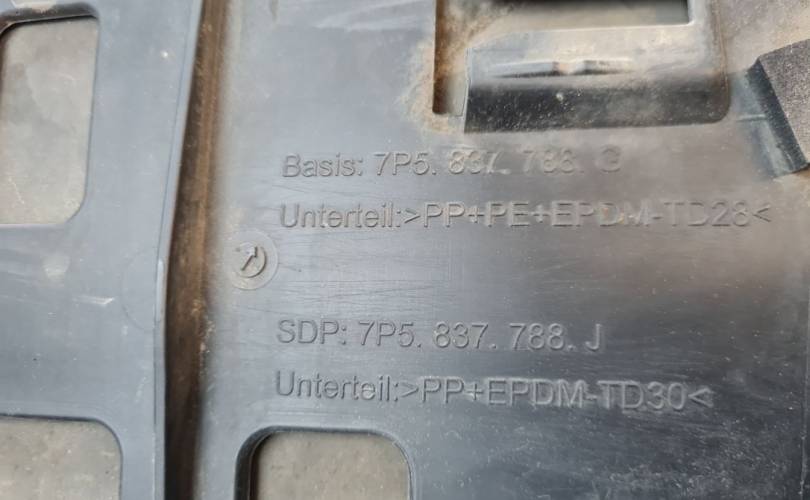 Basis: 7P5. 837. 788. G
Unterteil:>PP+PE+EPDM-TD28<
SDP: 7P5. 837. 788. J
Unterteil:>PP+EPDM-TD30<